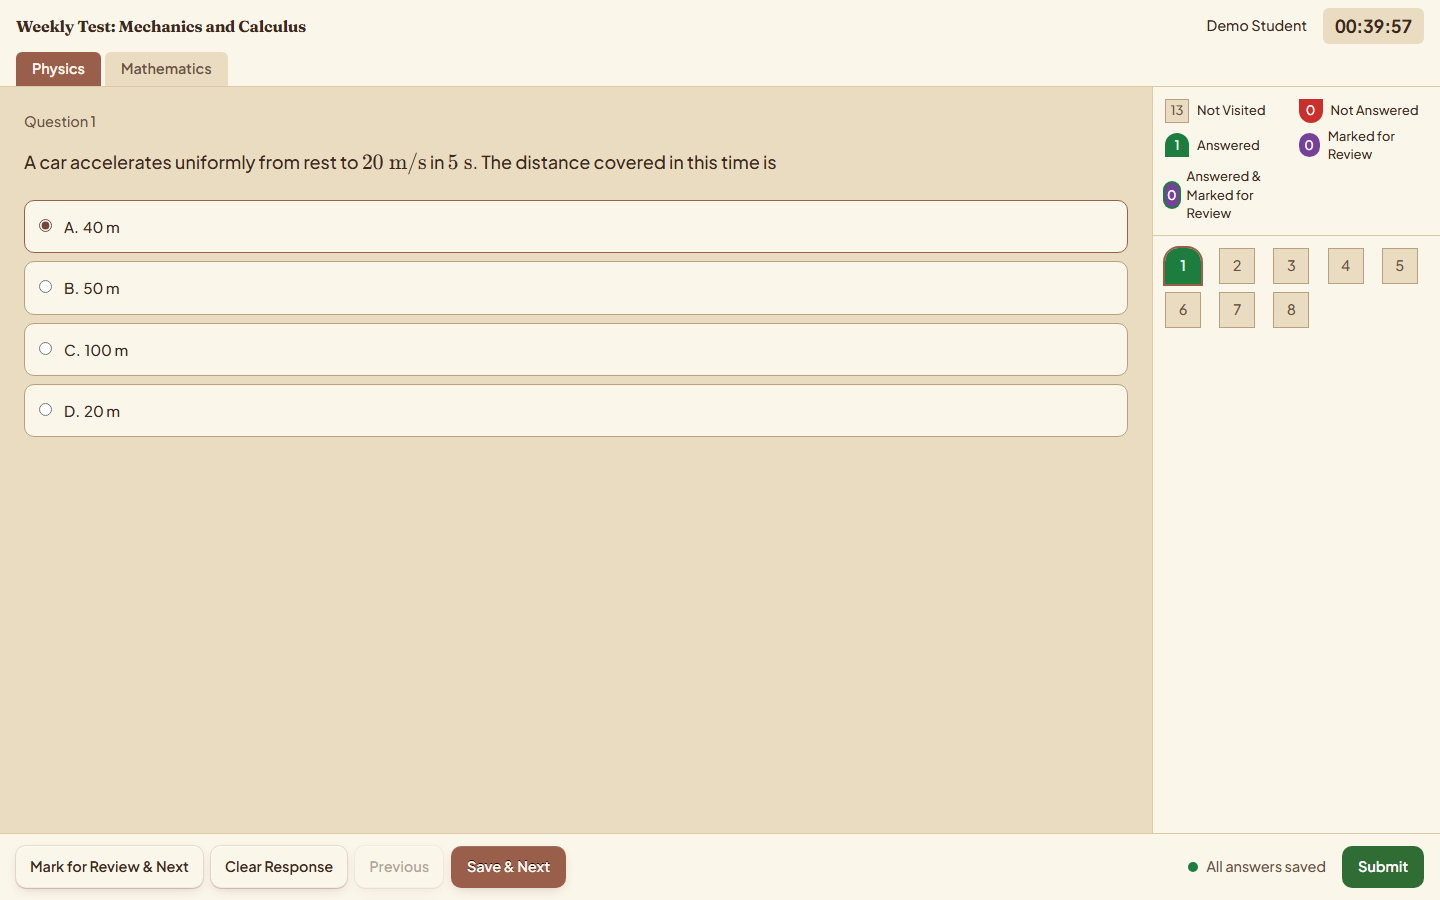 Weekly Test: Mechanics and Calculus
Demo Student
00:39:57
Physics
Mathematics
Question 1
A car accelerates uniformly from rest to 20 m/s in 5 s. The distance covered in this time is
A. 40 m
B. 50 m
C. 100 m
D. 20 m
13 Not Visited
0 Not Answered
1 Answered
0 Marked for
Review
0 Answered &
Marked for
Review
1 2 3 4 5
6 7 8
Mark for Review & Next
Clear Response
Previous
Save & Next
All answers saved
Submit